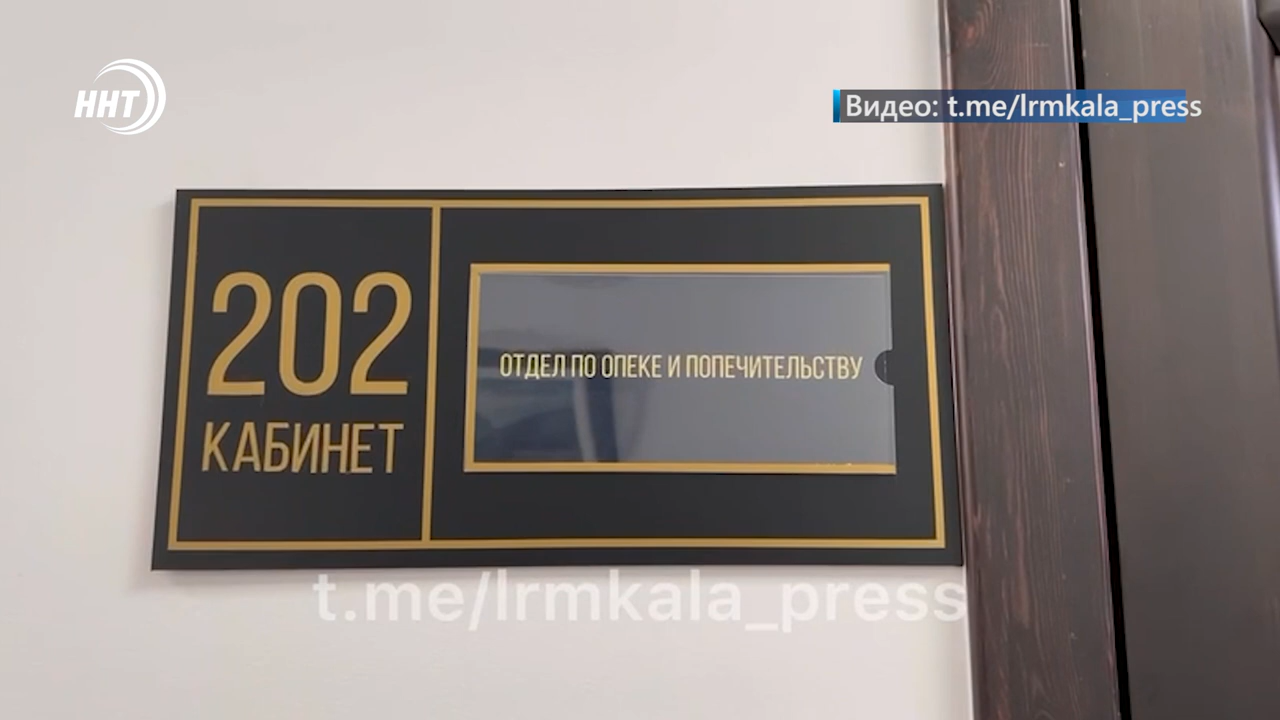 ННТ
Видео: t.me/lrmkala_press
202
КАБИНЕТ
ОТДЕЛ ПО ОПЕКЕ И ПОПЕЧИТЕЛЬСТВУ
t.me/lrmkala_press